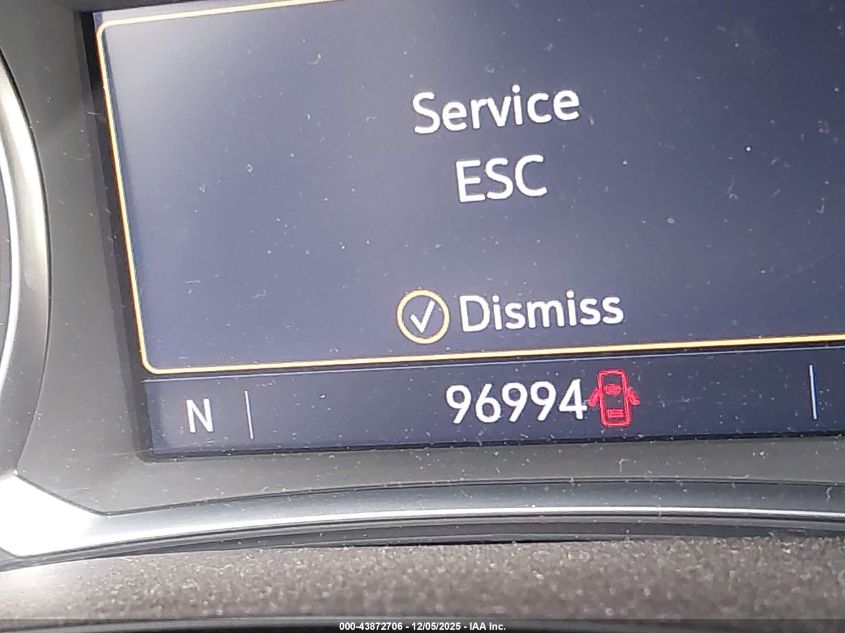 Service
ESC
Dismiss
N 96994
000-43872706 - 12/05/2025 - IAA Inc.